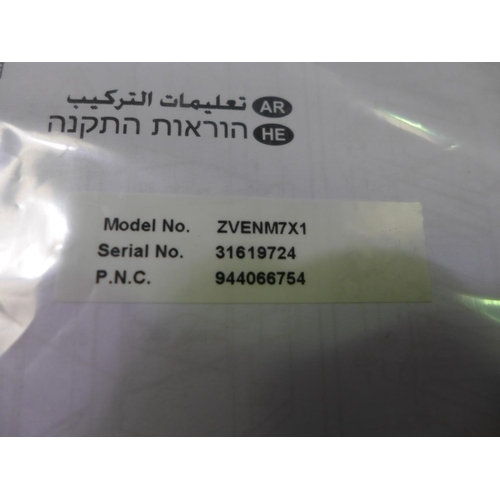 تعليمات التركيب AR
הוראות התקנה HE
Model No. ZVENM7X1
Serial No. 31619724
P.N.C. 944066754